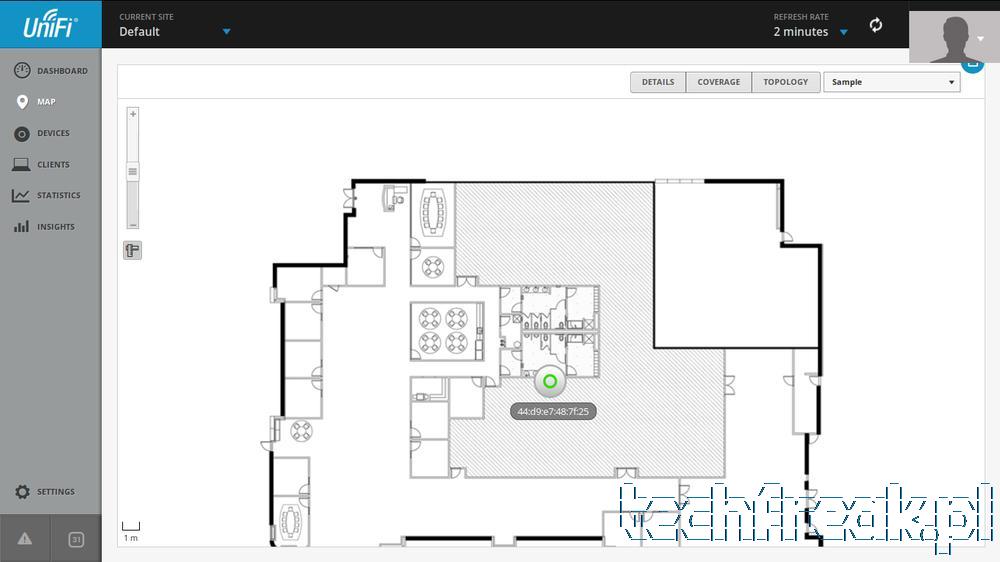 UniFi
CURRENT SITE
Default
REFRESH RATE
2 minutes
DASHBOARD
MAP
DEVICES
CLIENTS
STATISTICS
INSIGHTS
SETTINGS
31
DETAILS
COVERAGE
TOPOLOGY
Sample
44:d9:e7:48:7f:25
1 m
techfreak.pl